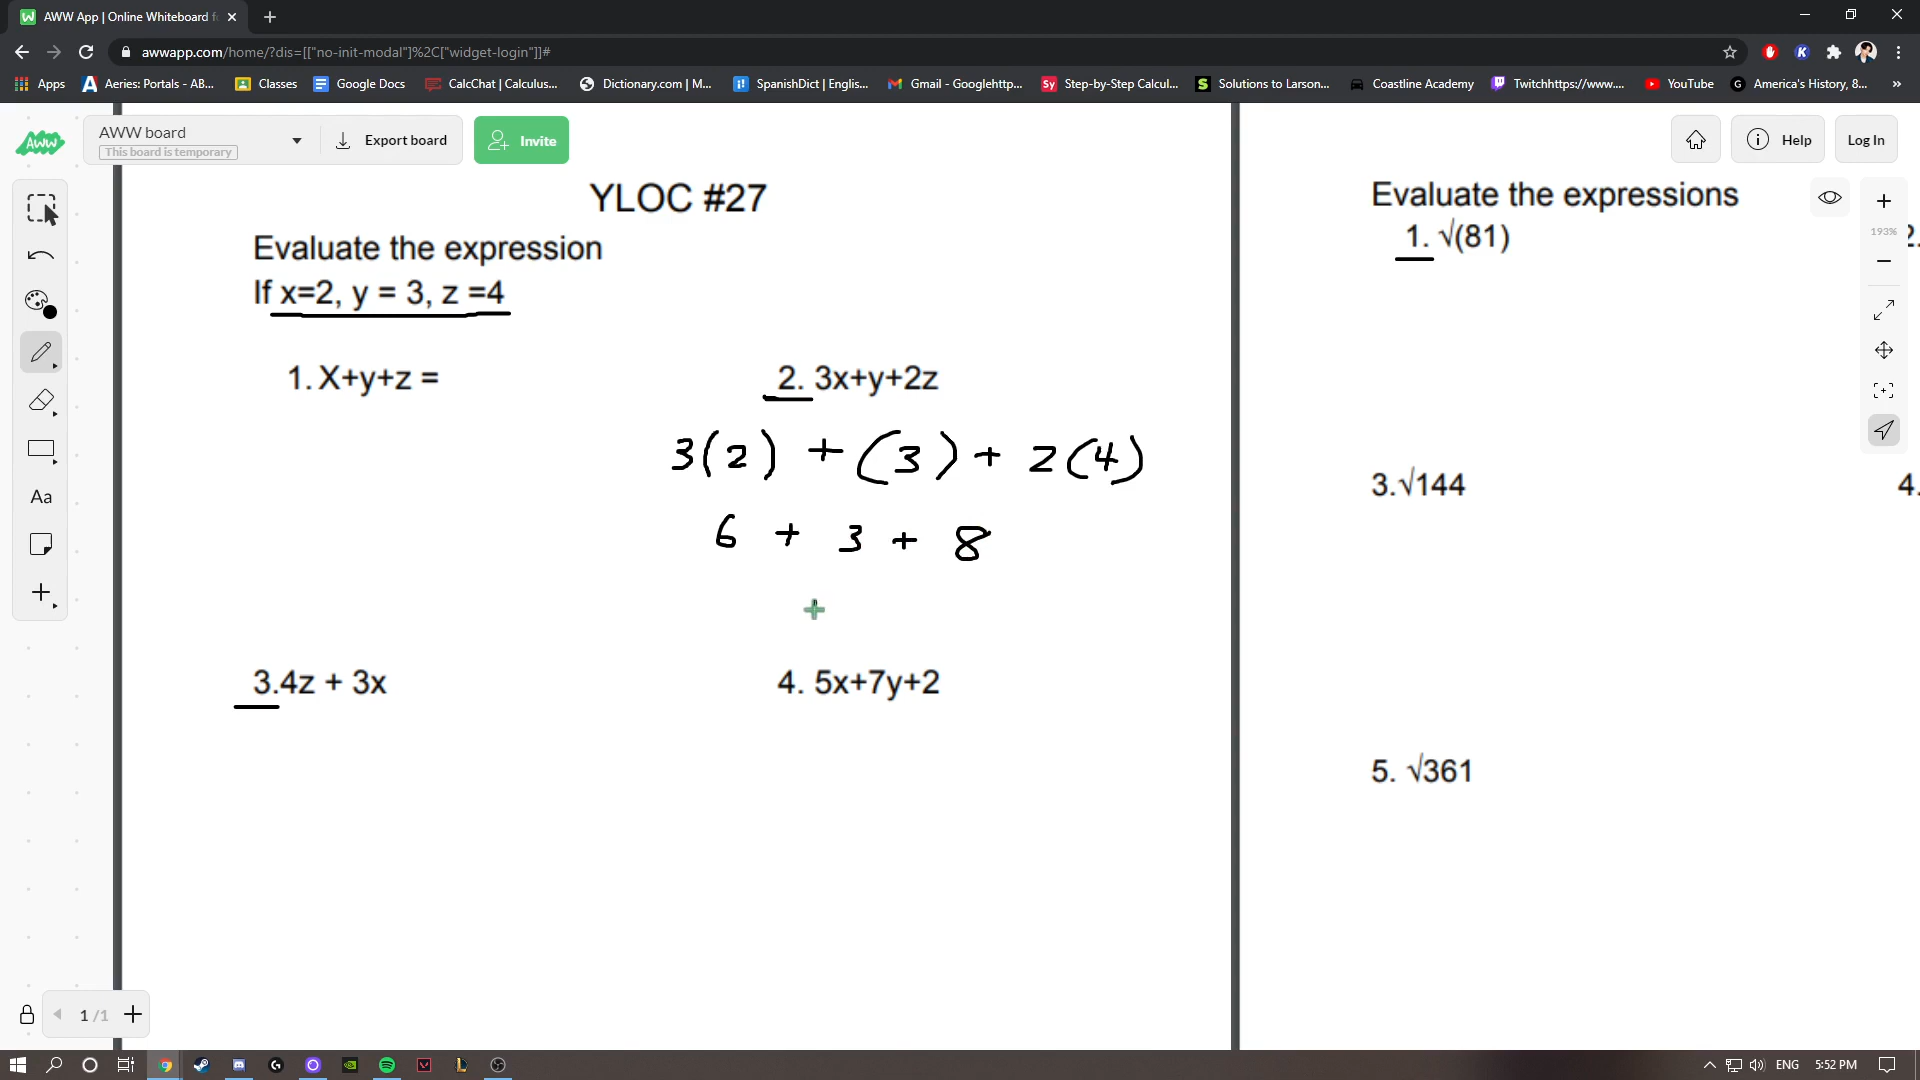 AWW App | Online Whiteboard f
awwapp.com/home/?dis=[["no-init-modal"]%2C["widget-login"]]#
Apps Aeries: Portals - AB... Classes Google Docs CalcChat | Calculus... Dictionary.com | M... SpanishDict | Englis... Gmail - Googlehttp... Sy Step-by-Step Calcul... S Solutions to Larson... Coastline Academy Twitchhttps://www.... YouTube G America's History, 8... »
AWW AWW board
This board is temporary
Export board Invite Help Log In
YLOC #27
Evaluate the expression
If x=2, y = 3, z =4
1. X+y+z =
2. 3x+y+2z
3(2) + (3) + 2(4)
6 + 3 + 8
3.4z + 3x
4. 5x+7y+2
Evaluate the expressions
1. √(81)
2.
3.√144
4.
5. √361
193%
Aa
1 /1
ENG 5:52 PM